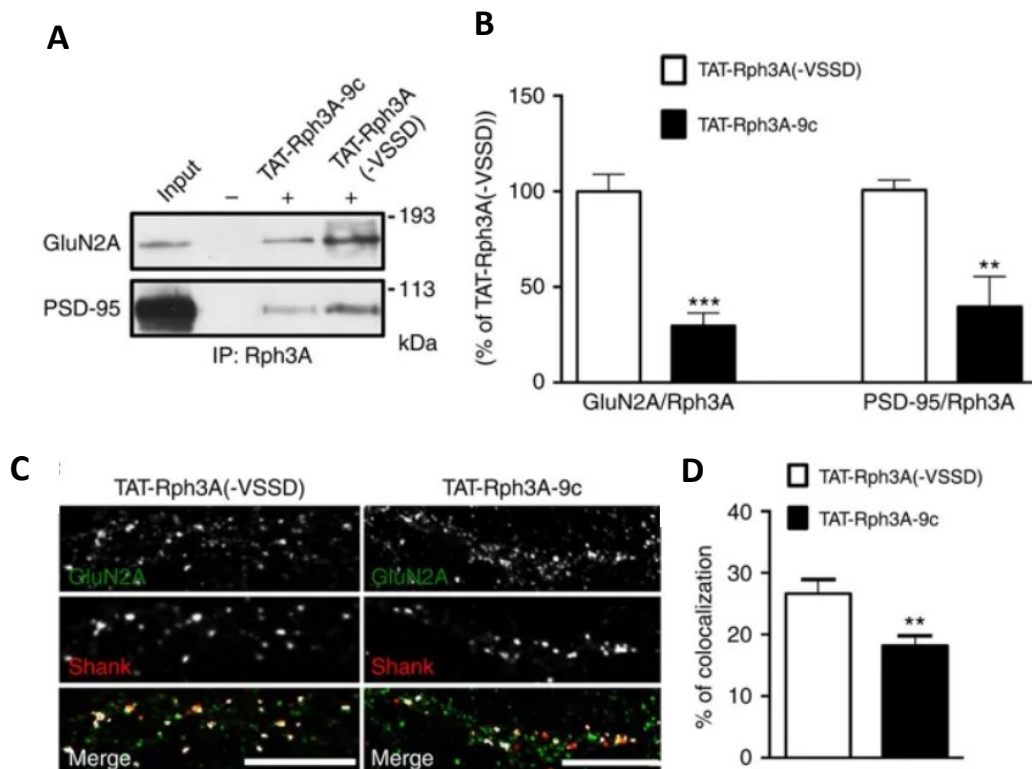 A
Input
–
TAT-Rph3A-9c
+
TAT-Rph3A
(-VSSD)
+
-193
GluN2A
-113
PSD-95
kDa
IP: Rph3A
B
TAT-Rph3A(-VSSD)
TAT-Rph3A-9c
(% of TAT-Rph3A(-VSSD))
150
100
50
0
***
**
GluN2A/Rph3A
PSD-95/Rph3A
C
TAT-Rph3A(-VSSD)
TAT-Rph3A-9c
GluN2A
GluN2A
Shank
Shank
Merge
Merge
D
TAT-Rph3A(-VSSD)
TAT-Rph3A-9c
% of colocalization
40
30
20
10
0
**